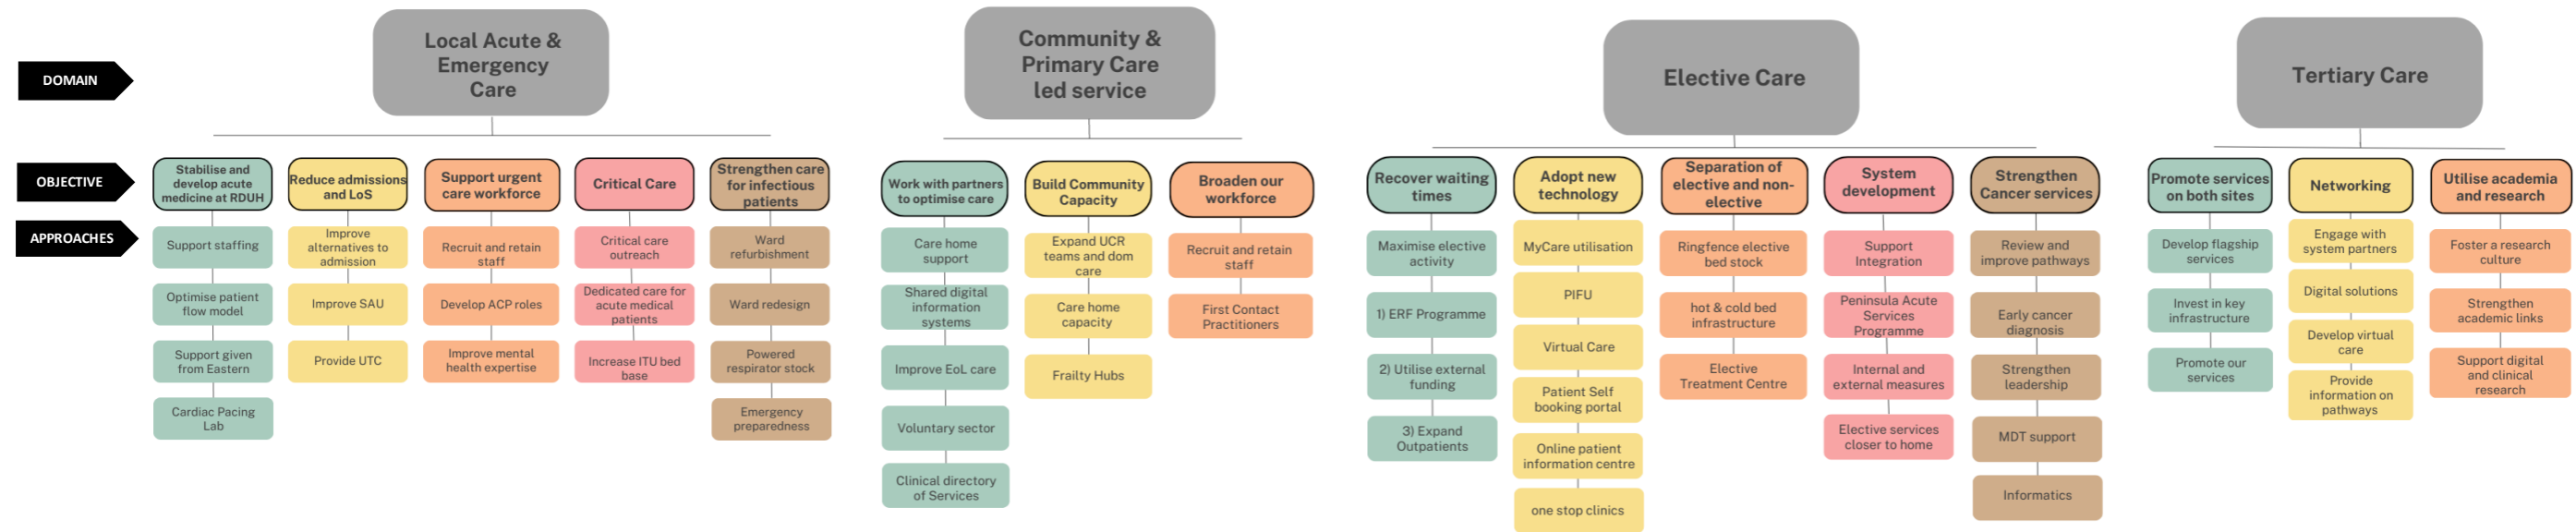 DOMAIN
Local Acute &
Emergency
Care
Community &
Primary Care
led service
Elective Care
Tertiary Care
OBJECTIVE
Stabilise and
develop acute
medicine at RDUH
Reduce admissions
and LoS
Support urgent
care workforce
Critical Care
Strengthen care
for infectious
patients
Work with partners
to optimise care
Build Community
Capacity
Broaden our
workforce
Recover waiting
times
Adopt new
technology
Separation of
elective and non-
elective
System
development
Strengthen
Cancer services
Promote services
on both sites
Networking
Utilise academia
and research
APPROACHES
Support staffing
Optimise patient
flow model
Support given
from Eastern
Cardiac Pacing
Lab
Improve
alternatives to
admission
Improve SAU
Provide UTC
Recruit and retain
staff
Develop ACP roles
Improve mental
health expertise
Critical care
outreach
Dedicated care for
acute medical
patients
Increase ITU bed
base
Ward
refurbishment
Ward redesign
Powered
respirator stock
Emergency
preparedness
Care home
support
Shared digital
information
systems
Improve EoL care
Voluntary sector
Clinical directory
of Services
Expand UCR
teams and dom
care
Care home
capacity
Frailty Hubs
Recruit and retain
staff
First Contact
Practitioners
Maximise elective
activity
1) ERF Programme
2) Utilise external
funding
3) Expand
Outpatients
MyCare utilisation
PIFU
Virtual Care
Patient Self
booking portal
Online patient
information centre
one stop clinics
Ringfence elective
bed stock
hot & cold bed
infrastructure
Elective
Treatment Centre
Support
Integration
Peninsula Acute
Services
Programme
Internal and
external measures
Elective services
closer to home
Review and
improve pathways
Early cancer
diagnosis
Strengthen
leadership
MDT support
Informatics
Develop flagship
services
Invest in key
infrastructure
Promote our
services
Engage with
system partners
Digital solutions
Develop virtual
care
Provide
information on
pathways
Foster a research
culture
Strengthen
academic links
Support digital
and clinical
research